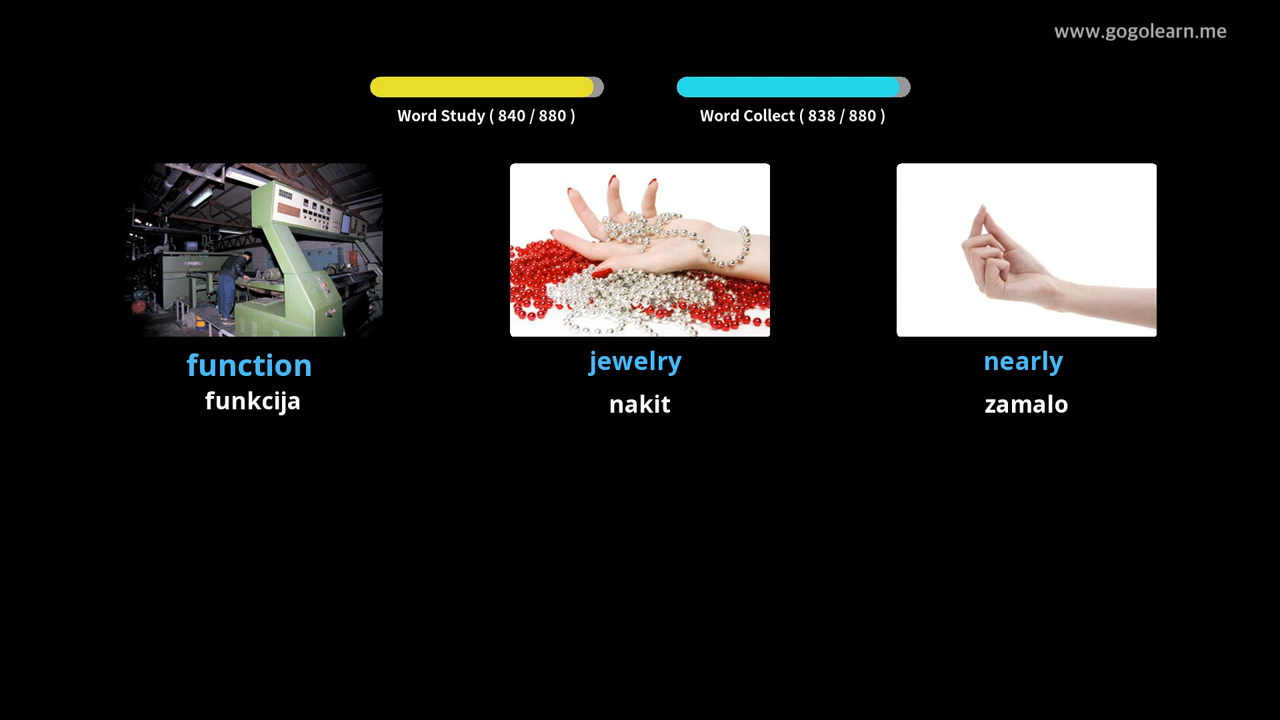 www.gogolearn.me
Word Study ( 840 / 880 )
Word Collect ( 838 / 880 )
function
jewelry
nearly
funkcija
nakit
zamalo